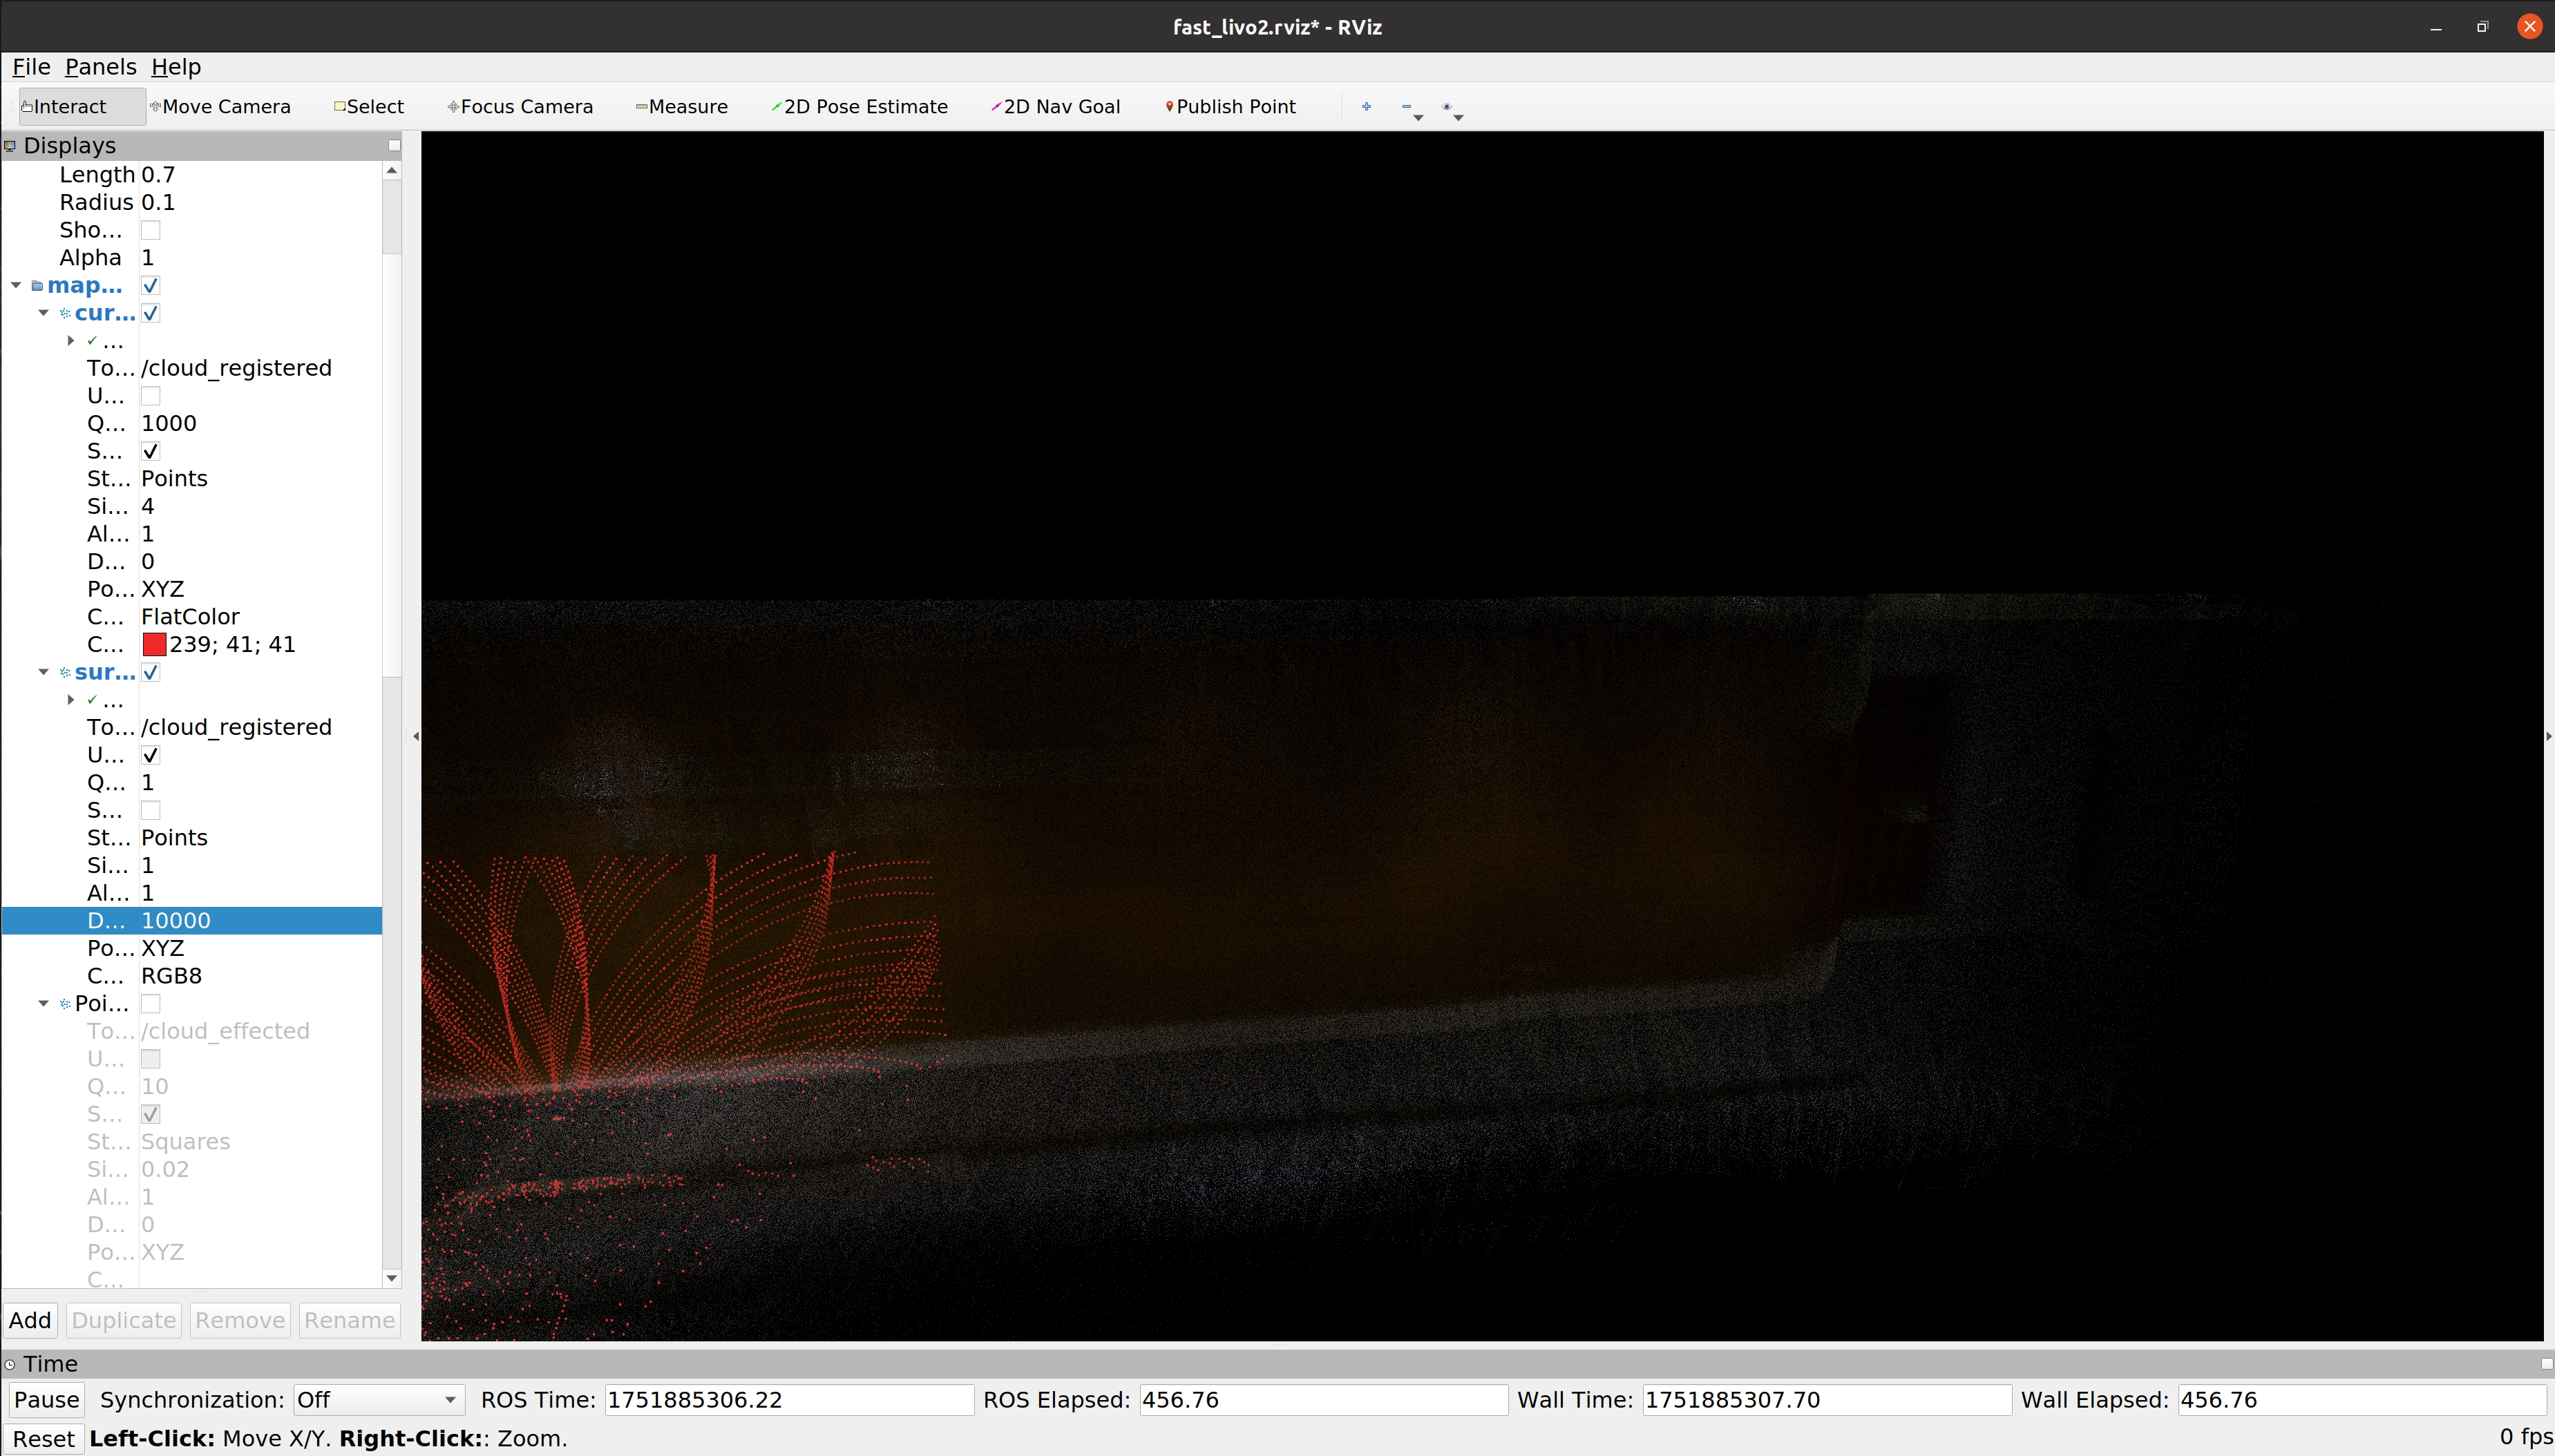 fast_livo2.rviz* - RViz
File Panels Help
Interact Move Camera Select Focus Camera Measure 2D Pose Estimate 2D Nav Goal Publish Point
Displays
Length 0.7
Radius 0.1
Sho...
Alpha 1
map...
cur...
...
To... /cloud_registered
U...
Q... 1000
S...
St... Points
Si... 4
Al... 1
D... 0
Po... XYZ
C... FlatColor
C... 239; 41; 41
sur...
...
To... /cloud_registered
U...
Q... 1
S...
St... Points
Si... 1
Al... 1
D... 10000
Po... XYZ
C... RGB8
Poi...
To... /cloud_effected
U...
Q... 10
S...
St... Squares
Si... 0.02
Al... 1
D... 0
Po... XYZ
C...
Add Duplicate Remove Rename
Time
Pause Synchronization: Off ROS Time: 1751885306.22 ROS Elapsed: 456.76 Wall Time: 1751885307.70 Wall Elapsed: 456.76
Reset Left-Click: Move X/Y. Right-Click:: Zoom. 0 fps